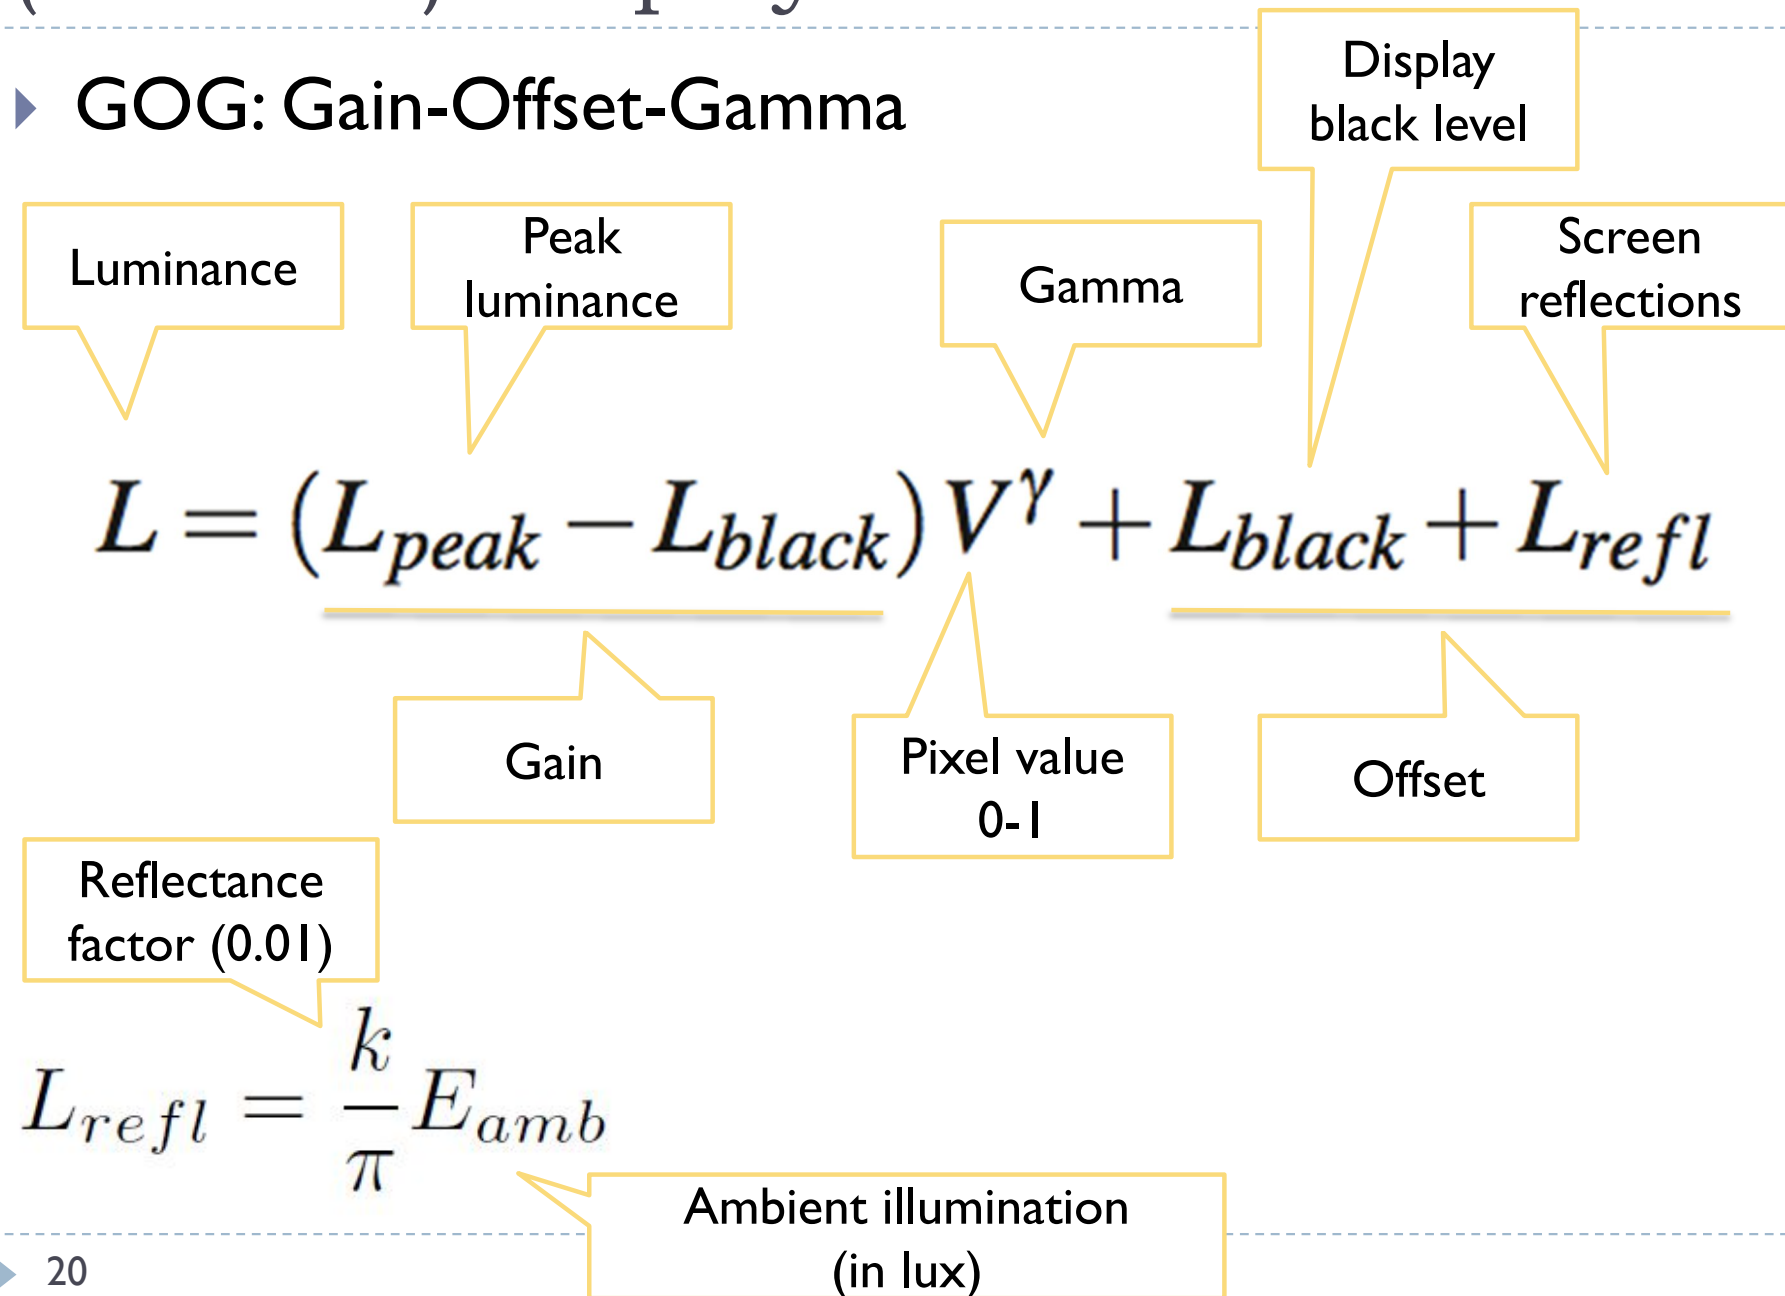 GOG: Gain-Offset-Gamma
Display
black level
Luminance
Peak
luminance
Gamma
Screen
reflections
L = (L_peak − L_black) V^γ + L_black + L_refl
Gain
Pixel value
0-1
Offset
Reflectance
factor (0.01)
L_refl = k/π E_amb
Ambient illumination
(in lux)
20